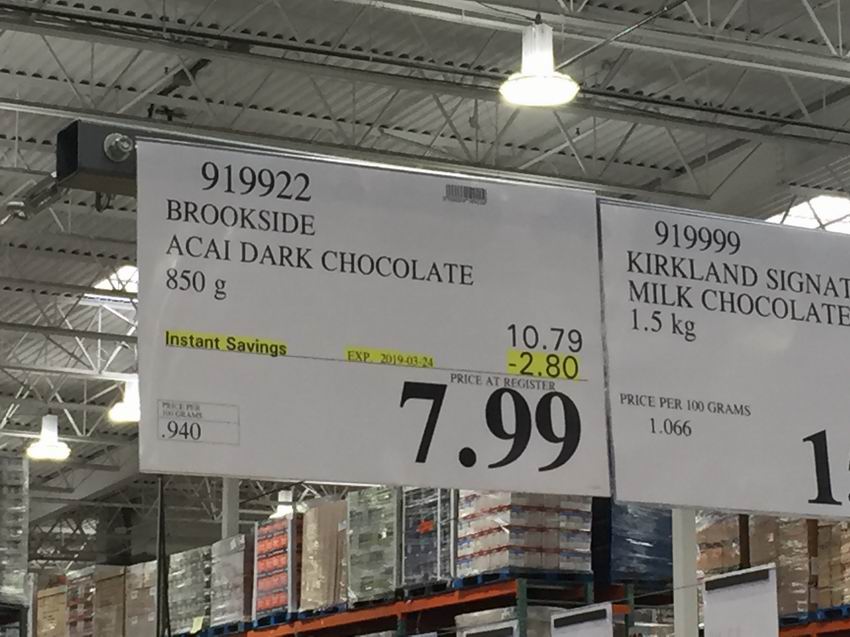 919922
BROOKSIDE
ACAI DARK CHOCOLATE
850 g
10.79
Instant Savings EXP. 2019-03-24 -2.80
PRICE AT REGISTER
7.99
PRICE PER
100 GRAMS
.940
919999
KIRKLAND SIGNAT
MILK CHOCOLATE
1.5 kg
PRICE PER 100 GRAMS
1.066
1